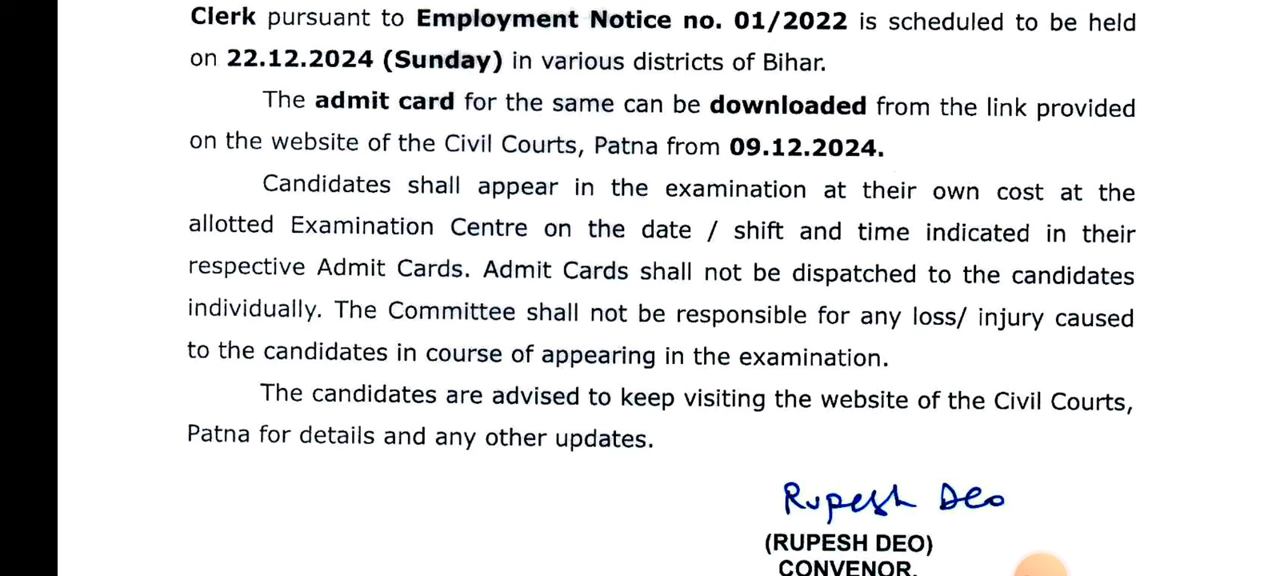 Clerk pursuant to Employment Notice no. 01/2022 is scheduled to be held
on 22.12.2024 (Sunday) in various districts of Bihar.
The admit card for the same can be downloaded from the link provided
on the website of the Civil Courts, Patna from 09.12.2024.
Candidates shall appear in the examination at their own cost at the
allotted Examination Centre on the date / shift and time indicated in their
respective Admit Cards. Admit Cards shall not be dispatched to the candidates
individually. The Committee shall not be responsible for any loss/ injury caused
to the candidates in course of appearing in the examination.
The candidates are advised to keep visiting the website of the Civil Courts,
Patna for details and any other updates.
Rupesh Deo
(RUPESH DEO)
CONVENOR,